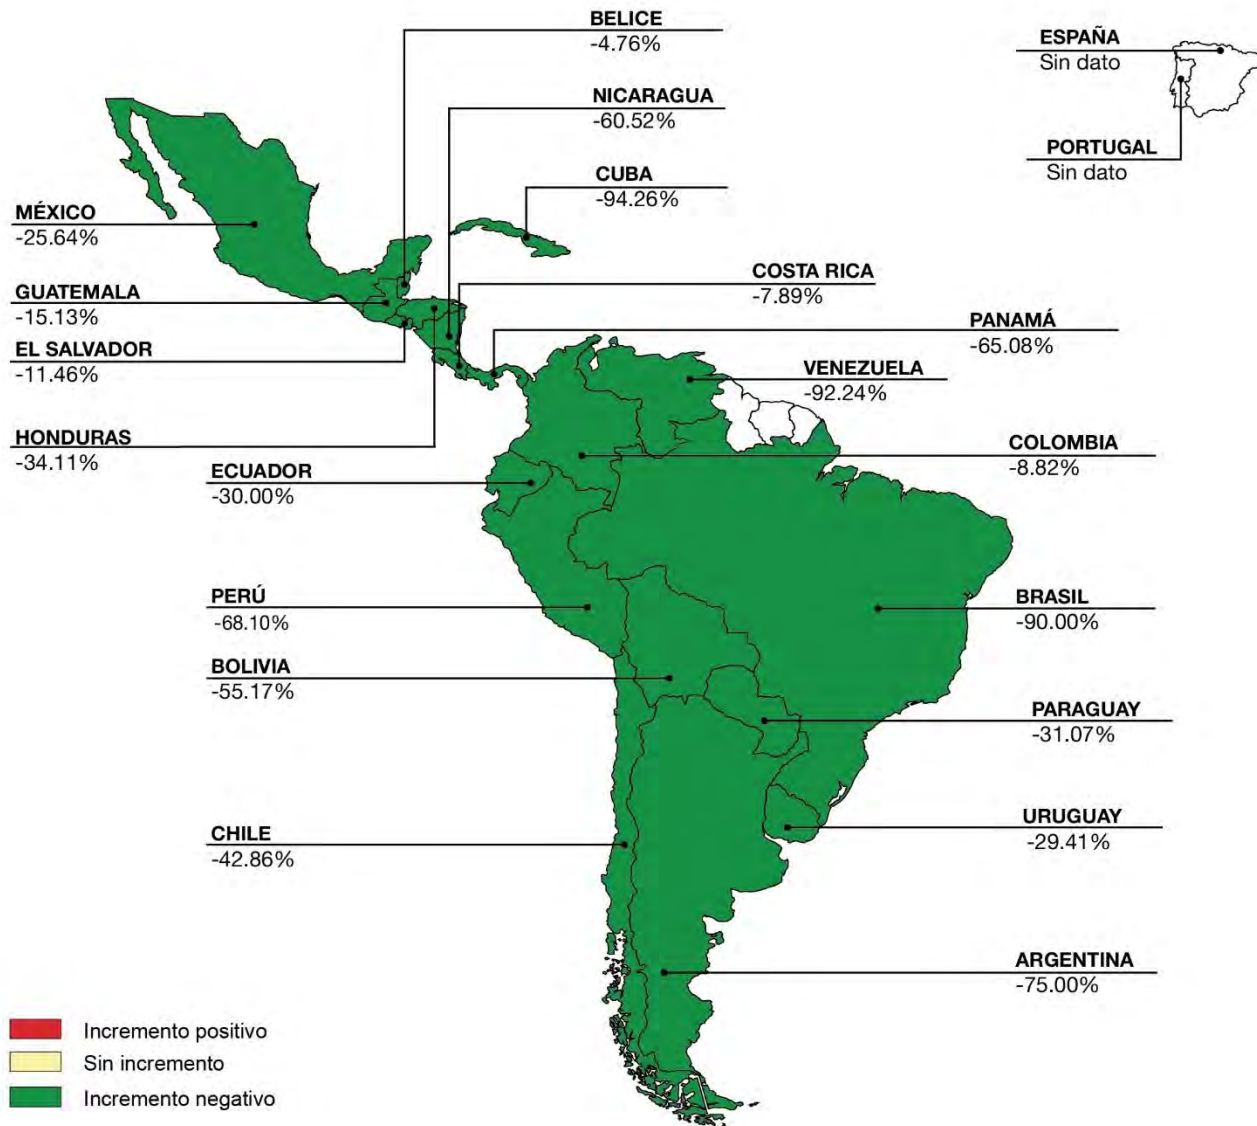 BELICE
-4.76%
ESPAÑA
Sin dato
NICARAGUA
-60.52%
PORTUGAL
Sin dato
CUBA
-94.26%
MÉXICO
-25.64%
COSTA RICA
-7.89%
GUATEMALA
-15.13%
PANAMÁ
-65.08%
EL SALVADOR
-11.46%
VENEZUELA
-92.24%
HONDURAS
-34.11%
COLOMBIA
-8.82%
ECUADOR
-30.00%
PERÚ
-68.10%
BRASIL
-90.00%
BOLIVIA
-55.17%
PARAGUAY
-31.07%
URUGUAY
-29.41%
CHILE
-42.86%
ARGENTINA
-75.00%
Incremento positivo
Sin incremento
Incremento negativo